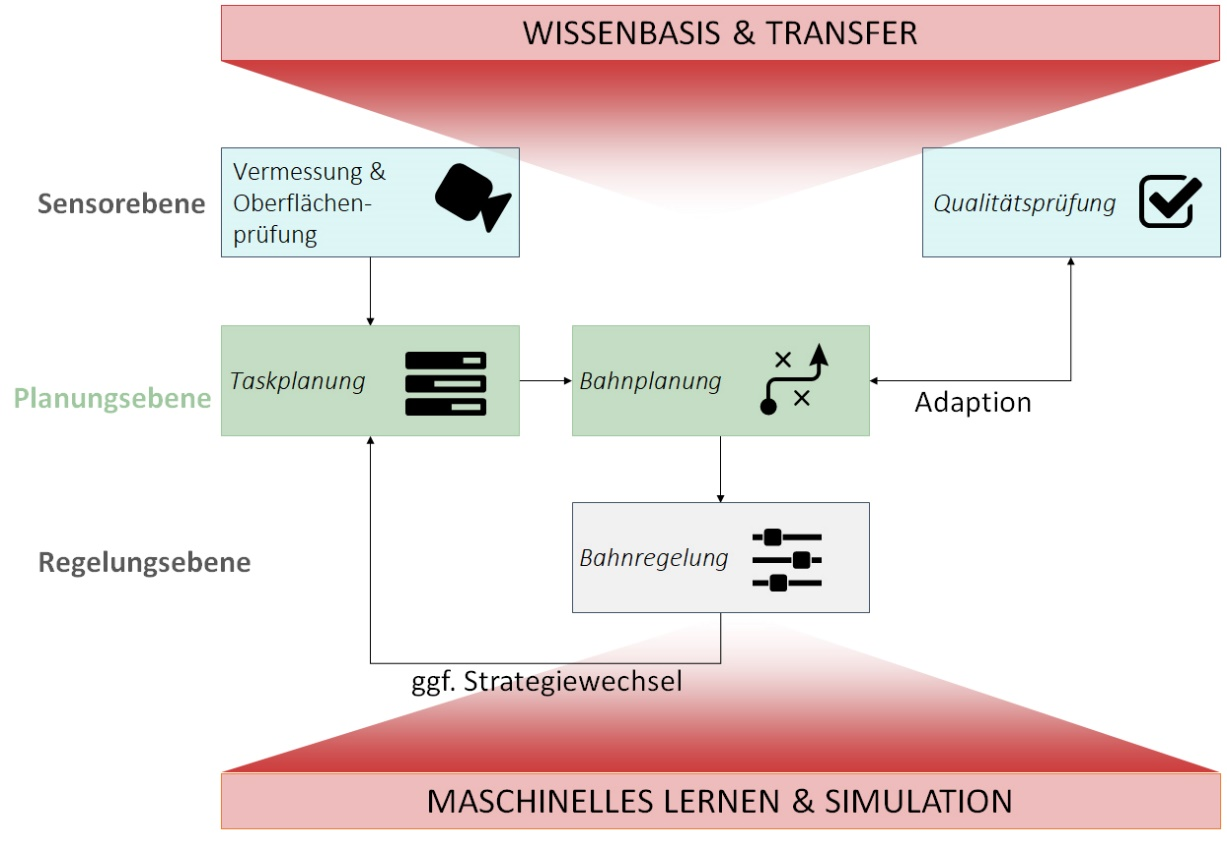 WISSENBASIS & TRANSFER
Sensorebene
Vermessung &
Oberflächen-
prüfung
Qualitätsprüfung
Planungsebene
Taskplanung
Bahnplanung
Adaption
Regelungsebene
Bahnregelung
ggf. Strategiewechsel
MASCHINELLES LERNEN & SIMULATION